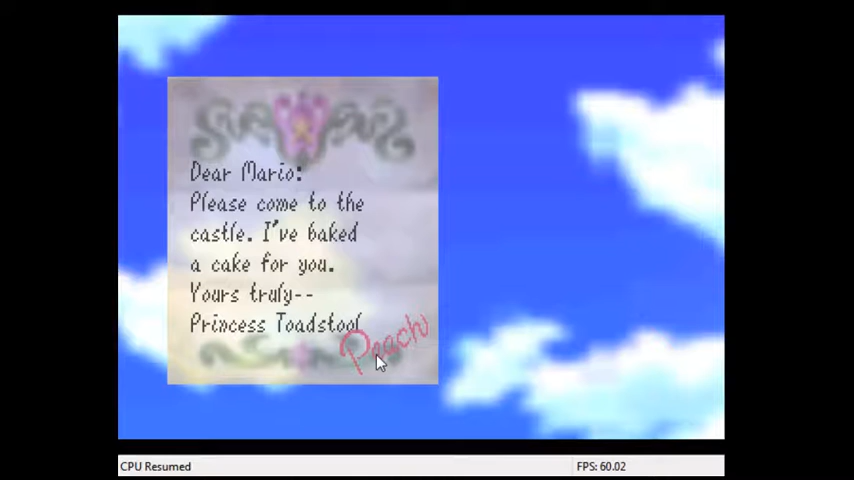 Dear Mario:
Please come to the
castle. I've baked
a cake for you.
Yours truly--
Princess Toadstool
Peach
CPU Resumed
FPS: 60.02